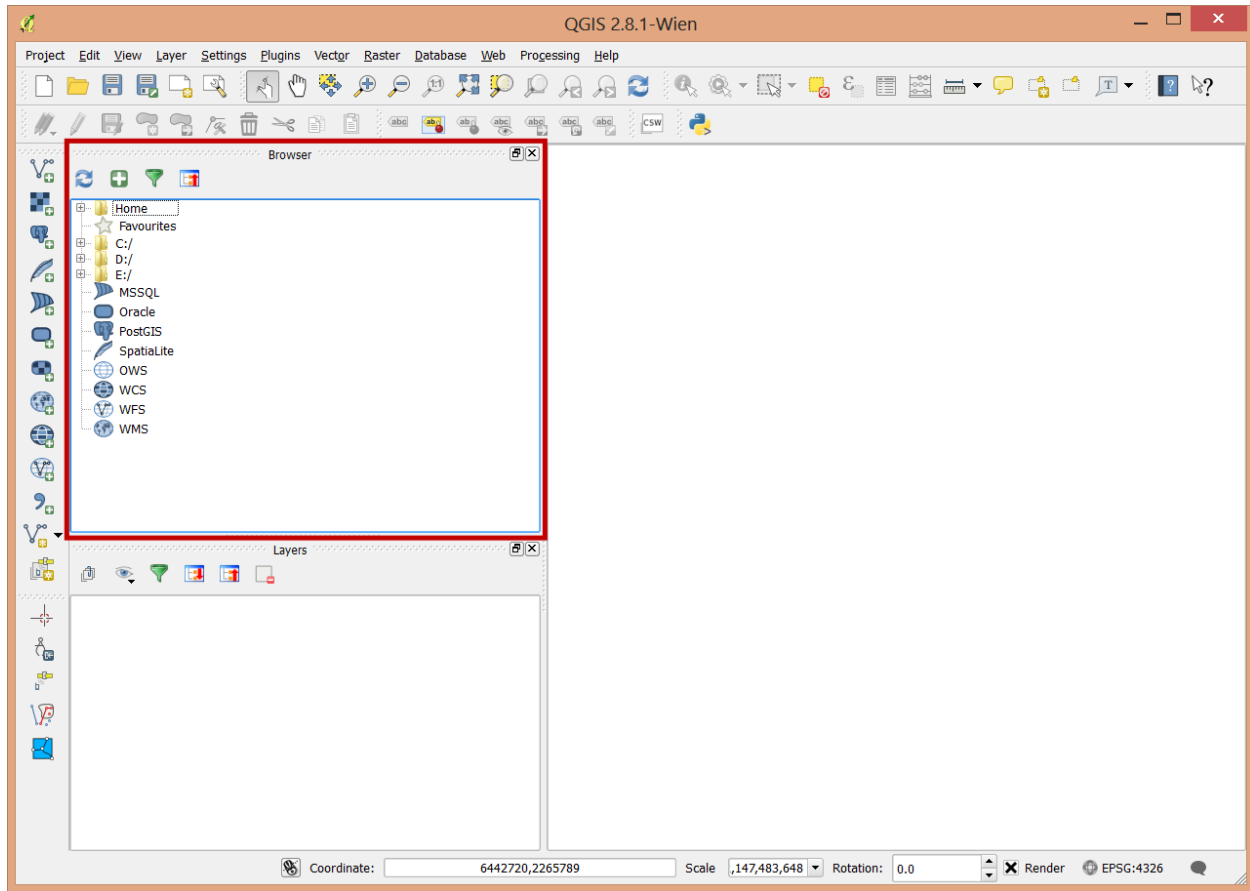 QGIS 2.8.1-Wien
Project Edit View Layer Settings Plugins Vector Raster Database Web Processing Help
1:1 ε T ? ?
abc abc abc abc abc abc abc CSW
Browser
Home
Favourites
C:/
D:/
E:/
MSSQL
Oracle
PostGIS
SpatiaLite
OWS
WCS
WFS
WMS
Layers
Coordinate: 6442720,2265789 Scale ,147,483,648 Rotation: 0.0 Render EPSG:4326